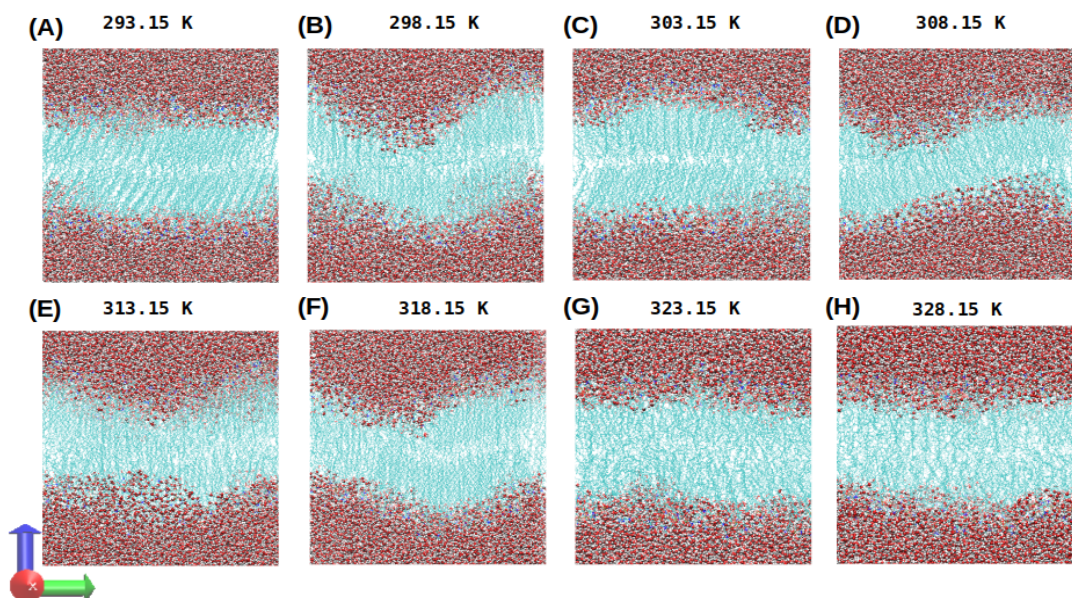 (A) 293.15 K
(B) 298.15 K
(C) 303.15 K
(D) 308.15 K
(E) 313.15 K
(F) 318.15 K
(G) 323.15 K
(H) 328.15 K
X